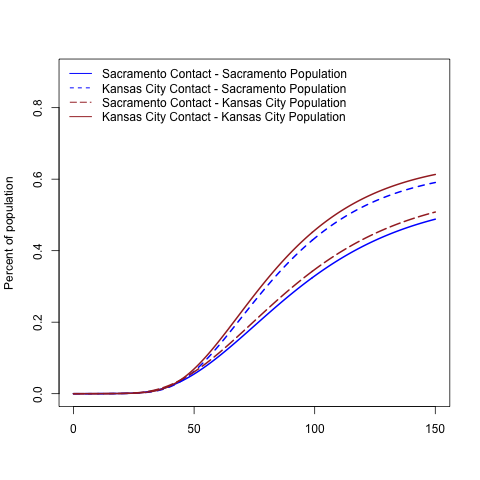 Sacramento Contact - Sacramento Population
Kansas City Contact - Sacramento Population
Sacramento Contact - Kansas City Population
Kansas City Contact - Kansas City Population
Percent of population
0.8
0.6
0.4
0.2
0.0
0 50 100 150